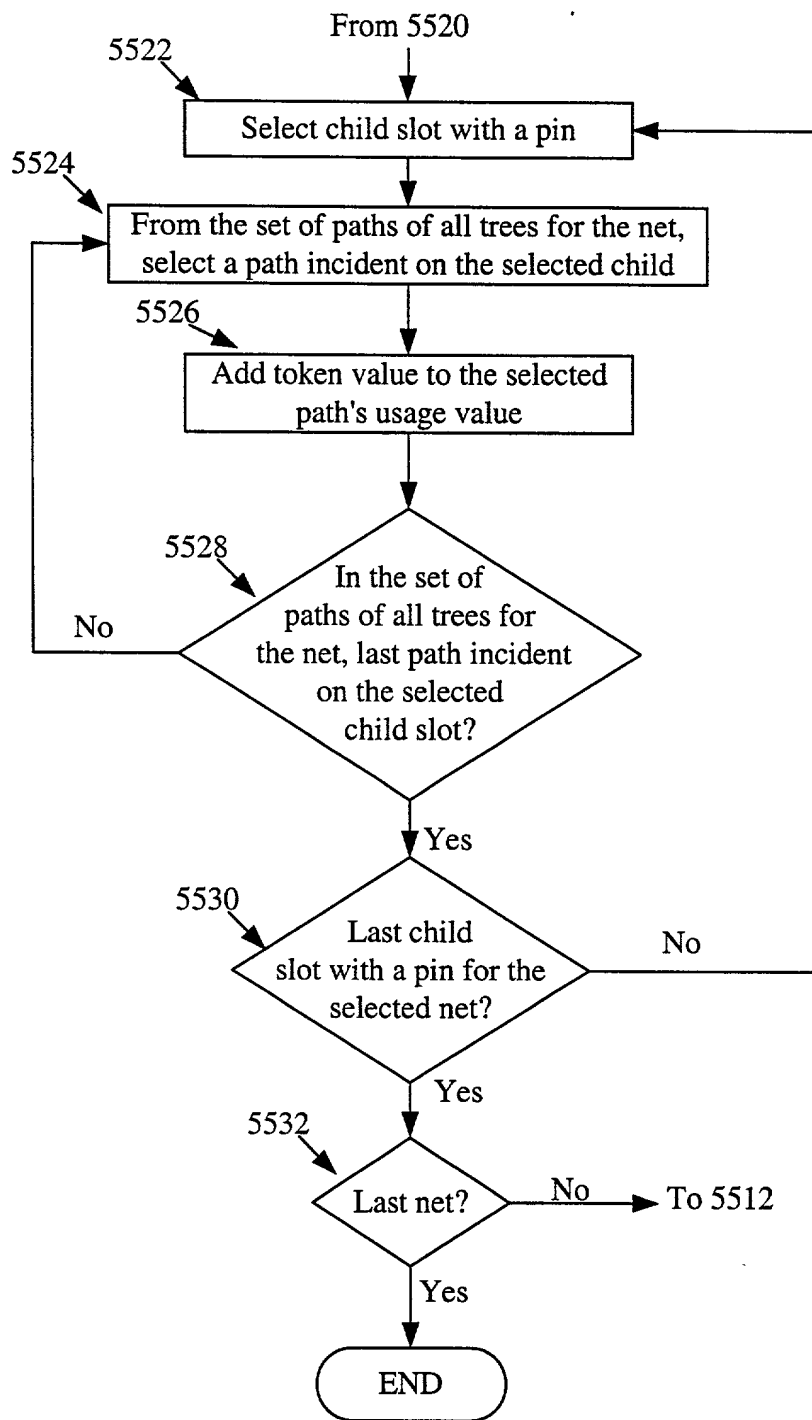 From 5520
5522
Select child slot with a pin
5524
From the set of paths of all trees for the net,
select a path incident on the selected child
5526
Add token value to the selected
path's usage value
5528
In the set of
paths of all trees for
the net, last path incident
on the selected
child slot?
No
Yes
5530
Last child
slot with a pin for the
selected net?
No
Yes
5532
Last net?
No
To 5512
Yes
END